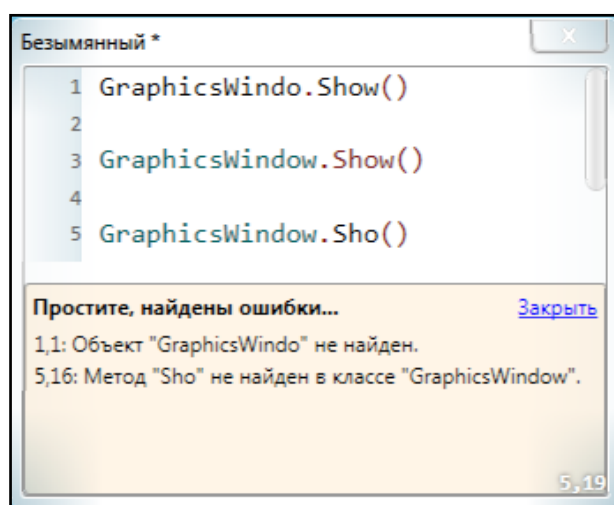 Безымянный *
X
1 GraphicsWindo.Show()
2
3 GraphicsWindow.Show()
4
5 GraphicsWindow.Sho()
Простите, найдены ошибки... Закрыть
1,1: Объект "GraphicsWindo" не найден.
5,16: Метод "Sho" не найден в классе "GraphicsWindow".
5,19